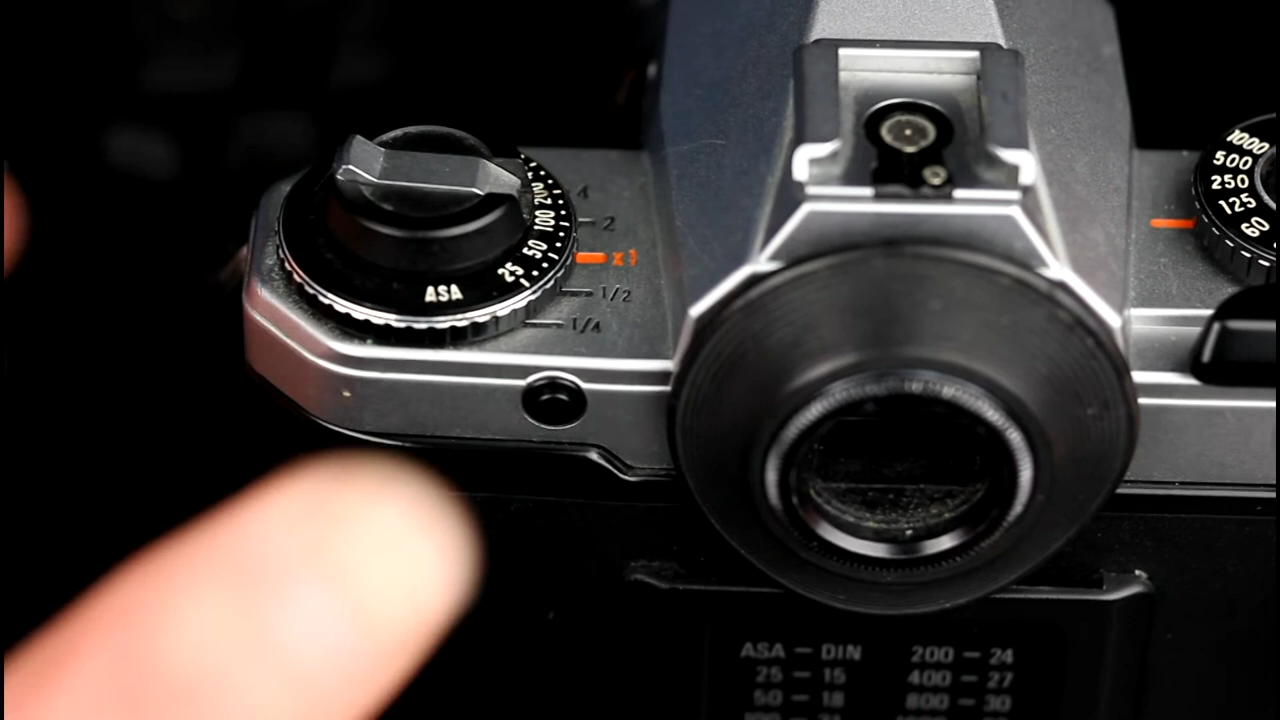 4
2
x1
1/2
1/4
ASA
25
50
100
200
1000
500
250
125
60
ASA — DIN
25 — 15
50 — 18
200 — 24
400 — 27
800 — 30